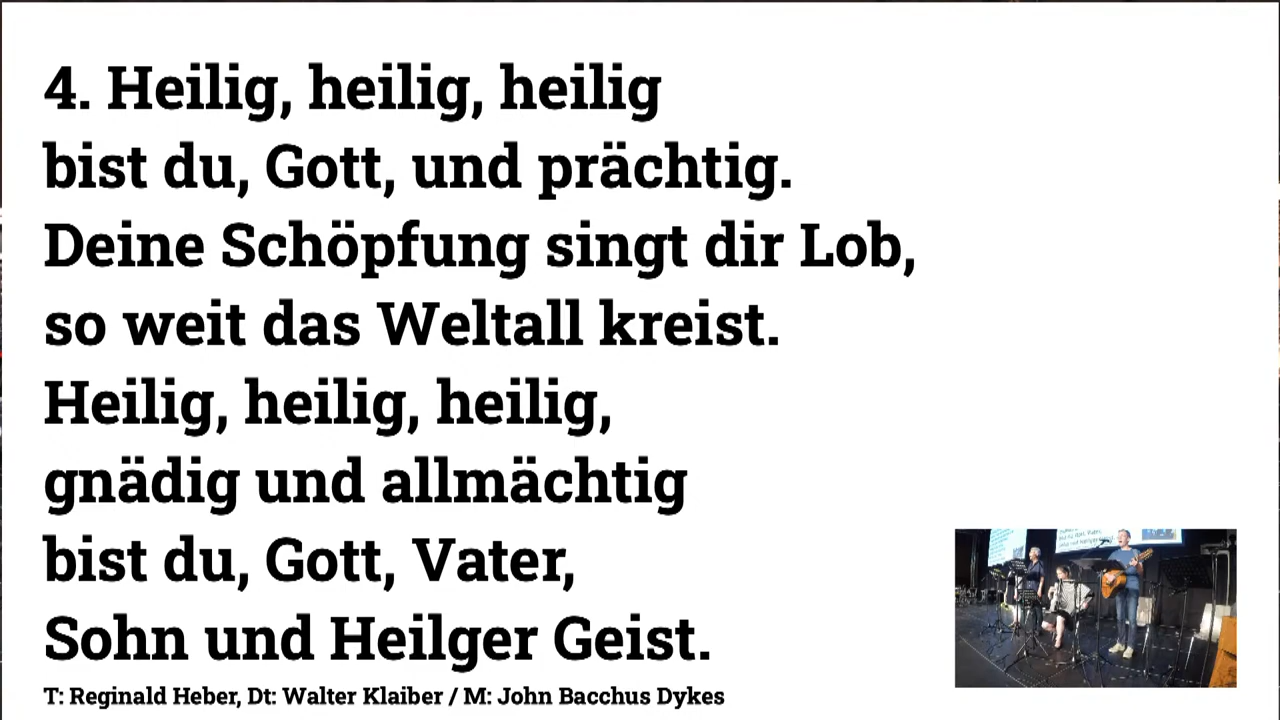 4. Heilig, heilig, heilig
bist du, Gott, und prächtig.
Deine Schöpfung singt dir Lob,
so weit das Weltall kreist.
Heilig, heilig, heilig,
gnädig und allmächtig
bist du, Gott, Vater,
Sohn und Heilger Geist.
T: Reginald Heber, Dt: Walter Klaiber / M: John Bacchus Dykes